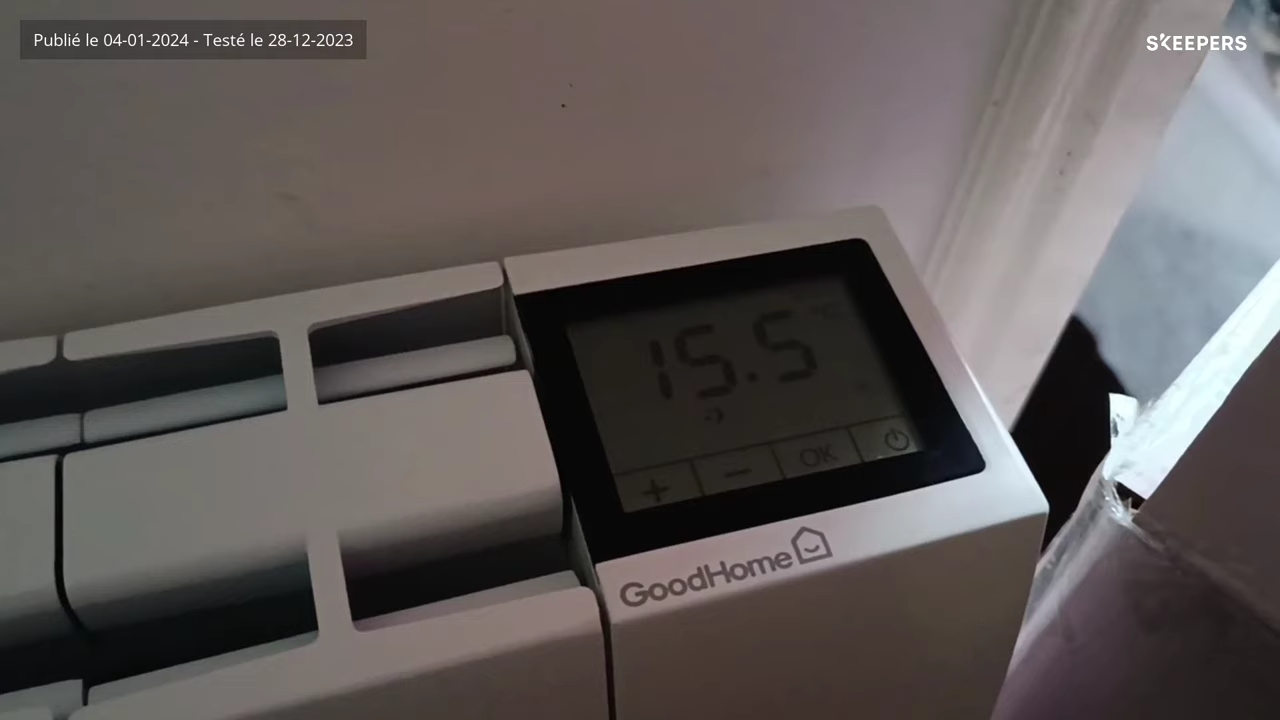 Publié le 04-01-2024 - Testé le 28-12-2023
SKEEPERS
15.5
+ - OK
GoodHome